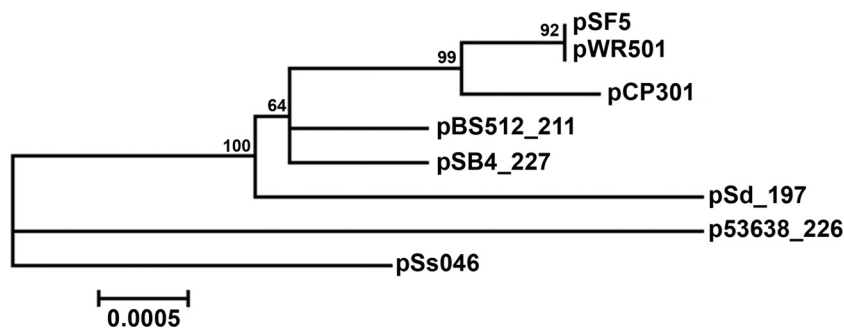 92
pSF5
pWR501
99
pCP301
64
pBS512_211
100
pSB4_227
pSd_197
p53638_226
pSs046
0.0005